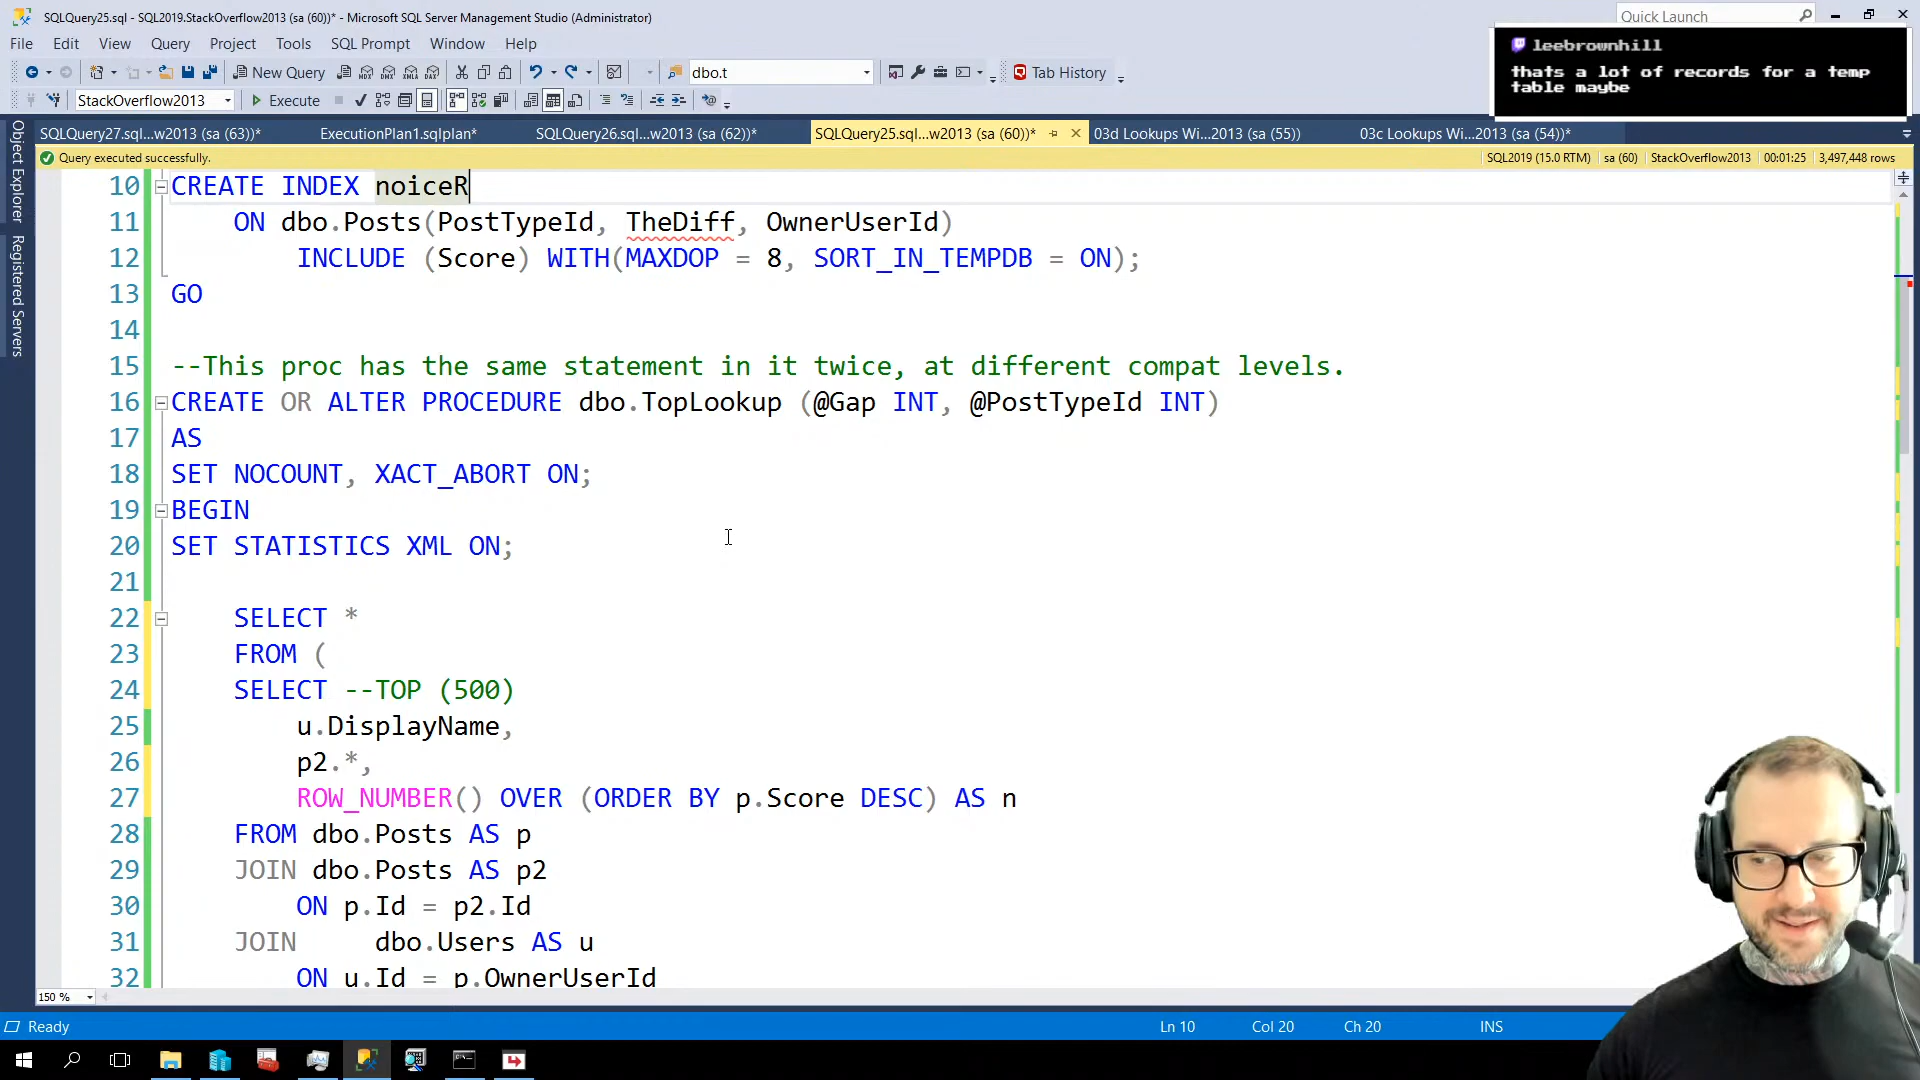 SQLQuery25.sql - SQL2019.StackOverflow2013 (sa (60))* - Microsoft SQL Server Management Studio (Administrator)
Quick Launch
File Edit View Query Project Tools SQL Prompt Window Help
leebrownhill
thats a lot of records for a temp
table maybe
New Query
dbo.t
Tab History
StackOverflow2013
Execute
SQLQuery27.sql...w2013 (sa (63))*
ExecutionPlan1.sqlplan*
SQLQuery26.sql...w2013 (sa (62))*
SQLQuery25.sql...w2013 (sa (60))*
03d Lookups Wi...2013 (sa (55))
03c Lookups Wi...2013 (sa (54))*
Object Explorer
Registered Servers
Query executed successfully.
SQL2019 (15.0 RTM) sa (60) StackOverflow2013 00:01:25 3,497,448 rows
10 CREATE INDEX noiceR
11 ON dbo.Posts(PostTypeId, TheDiff, OwnerUserId)
12 INCLUDE (Score) WITH(MAXDOP = 8, SORT_IN_TEMPDB = ON);
13 GO
14
15 --This proc has the same statement in it twice, at different compat levels.
16 CREATE OR ALTER PROCEDURE dbo.TopLookup (@Gap INT, @PostTypeId INT)
17 AS
18 SET NOCOUNT, XACT_ABORT ON;
19 BEGIN
20 SET STATISTICS XML ON;
21
22 SELECT *
23 FROM (
24 SELECT --TOP (500)
25 u.DisplayName,
26 p2.*,
27 ROW_NUMBER() OVER (ORDER BY p.Score DESC) AS n
28 FROM dbo.Posts AS p
29 JOIN dbo.Posts AS p2
30 ON p.Id = p2.Id
31 JOIN dbo.Users AS u
32 ON u.Id = p.OwnerUserId
150 %
Ready
Ln 10 Col 20 Ch 20 INS